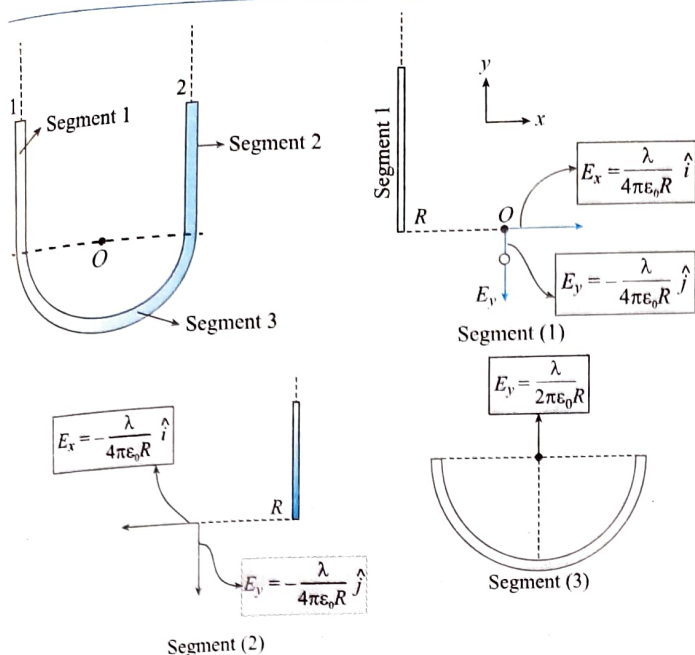 1
Segment 1
2
Segment 2
O
Segment 3
Segment 1
y
x
R
O
E_x = λ/4πε₀R î
E_y = − λ/4πε₀R ĵ
E_y
Segment (1)
E_x = − λ/4πε₀R î
R
E_y = − λ/4πε₀R ĵ
Segment (2)
E_y = λ/2πε₀R
Segment (3)